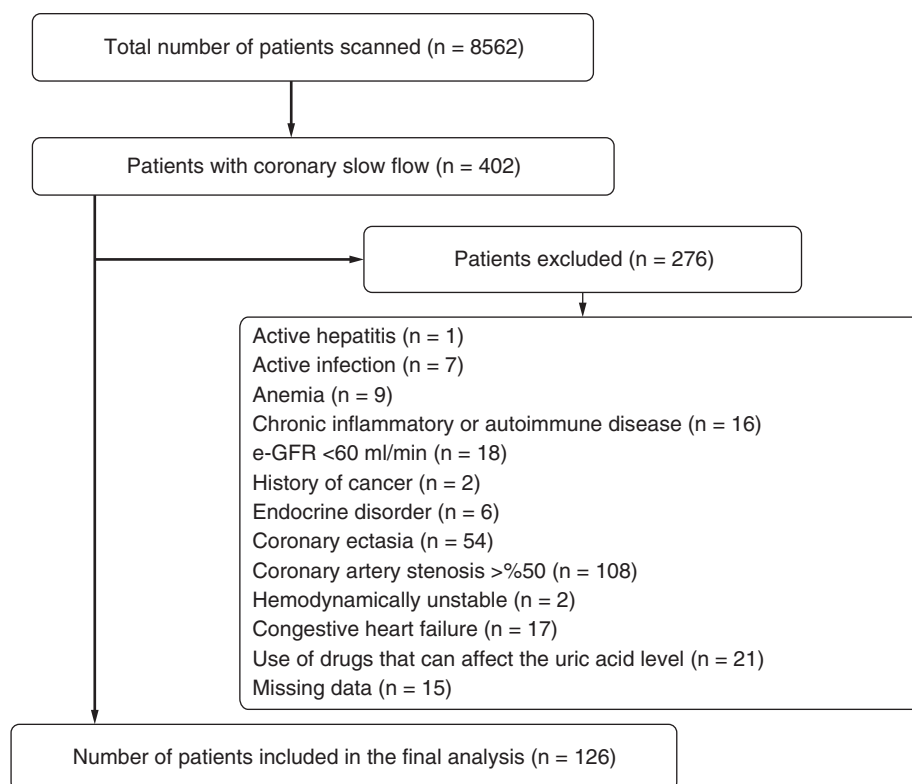 Total number of patients scanned (n = 8562)
Patients with coronary slow flow (n = 402)
Patients excluded (n = 276)
Active hepatitis (n = 1)
Active infection (n = 7)
Anemia (n = 9)
Chronic inflammatory or autoimmune disease (n = 16)
e-GFR <60 ml/min (n = 18)
History of cancer (n = 2)
Endocrine disorder (n = 6)
Coronary ectasia (n = 54)
Coronary artery stenosis >%50 (n = 108)
Hemodynamically unstable (n = 2)
Congestive heart failure (n = 17)
Use of drugs that can affect the uric acid level (n = 21)
Missing data (n = 15)
Number of patients included in the final analysis (n = 126)